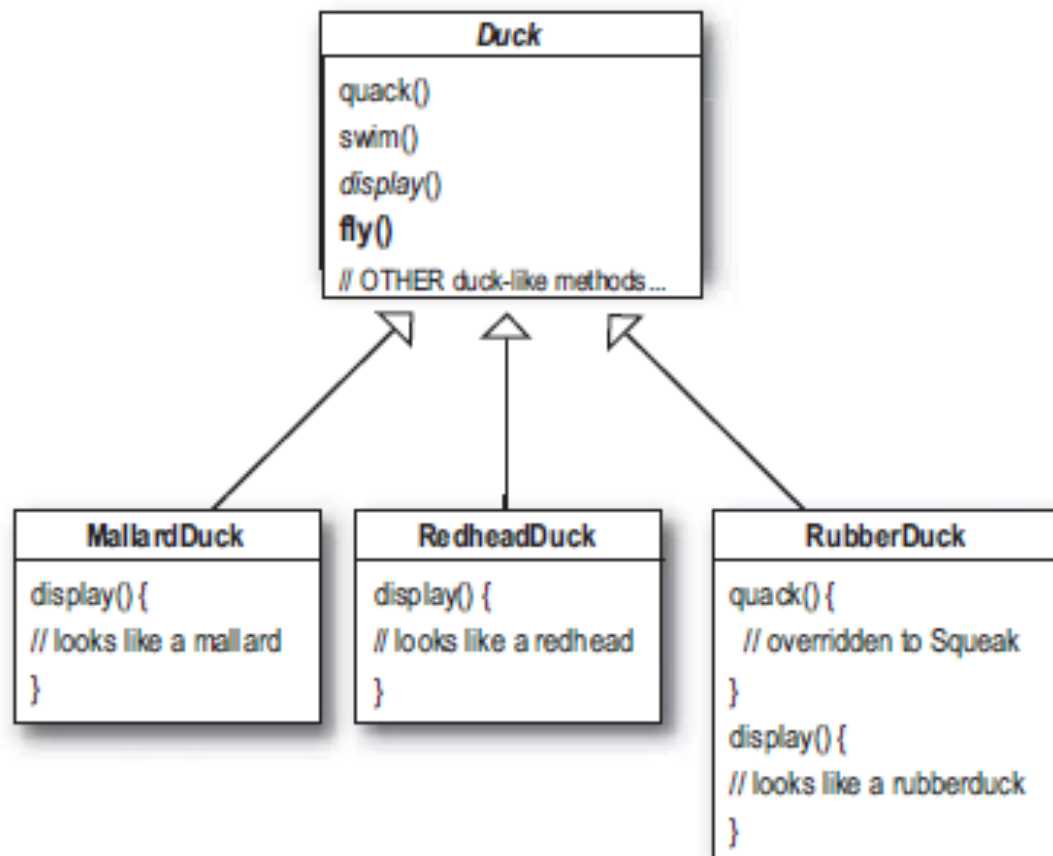 Duck
quack()
swim()
display()
fly()
// OTHER duck-like methods...
MallardDuck
display() {
// looks like a mallard
}
RedheadDuck
display() {
// looks like a redhead
}
RubberDuck
quack() {
// overridden to Squeak
}
display() {
// looks like a rubberduck
}